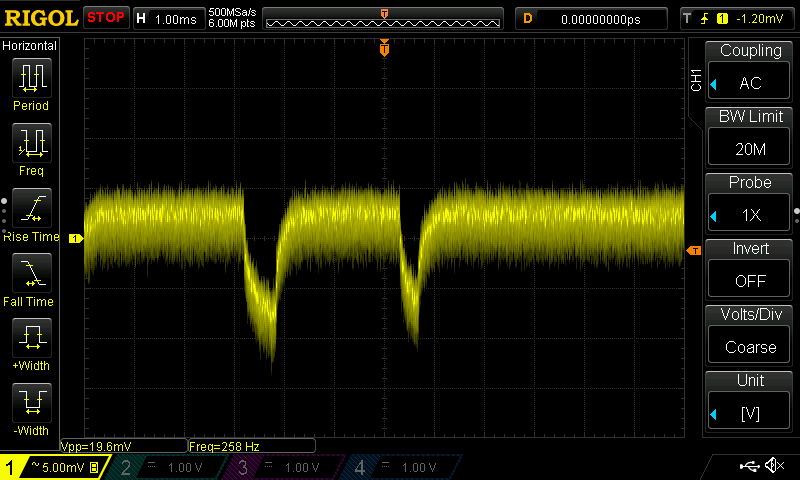 RIGOL STOP H 1.00ms 500MSa/s 6.00M pts T D 0.00000000ps T 1 -1.20mV
Horizontal
Period
Freq
Rise Time
Fall Time
+Width
-Width
T
1
T
CH1
Coupling
AC
BW Limit
20M
Probe
1X
Invert
OFF
Volts/Div
Coarse
Unit
[V]
Vpp=19.6mV Freq=258 Hz
1 ~ 5.00mV B 2 1.00 V 3 1.00 V 4 1.00 V